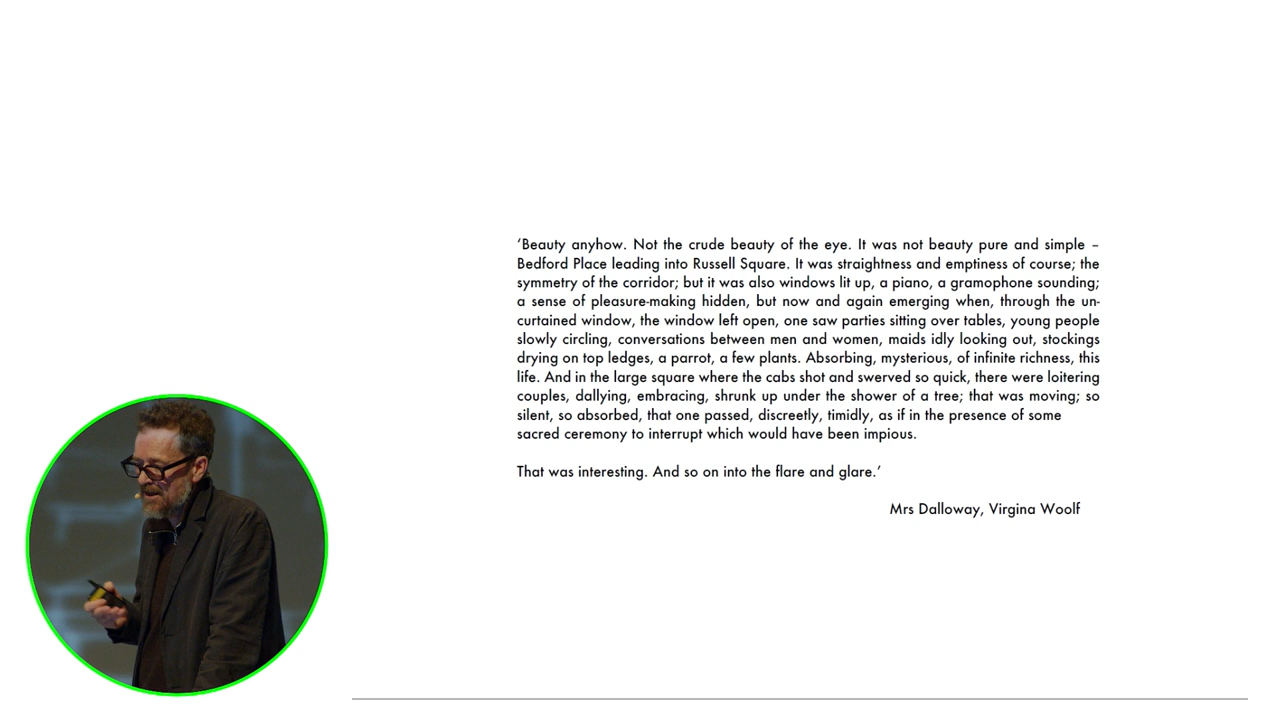 ‘Beauty anyhow. Not the crude beauty of the eye. It was not beauty pure and simple –
Bedford Place leading into Russell Square. It was straightness and emptiness of course; the
symmetry of the corridor; but it was also windows lit up, a piano, a gramophone sounding;
a sense of pleasure-making hidden, but now and again emerging when, through the un-
curtained window, the window left open, one saw parties sitting over tables, young people
slowly circling, conversations between men and women, maids idly looking out, stockings
drying on top ledges, a parrot, a few plants. Absorbing, mysterious, of infinite richness, this
life. And in the large square where the cabs shot and swerved so quick, there were loitering
couples, dallying, embracing, shrunk up under the shower of a tree; that was moving; so
silent, so absorbed, that one passed, discreetly, timidly, as if in the presence of some
sacred ceremony to interrupt which would have been impious.
That was interesting. And so on into the flare and glare.’
Mrs Dalloway, Virgina Woolf